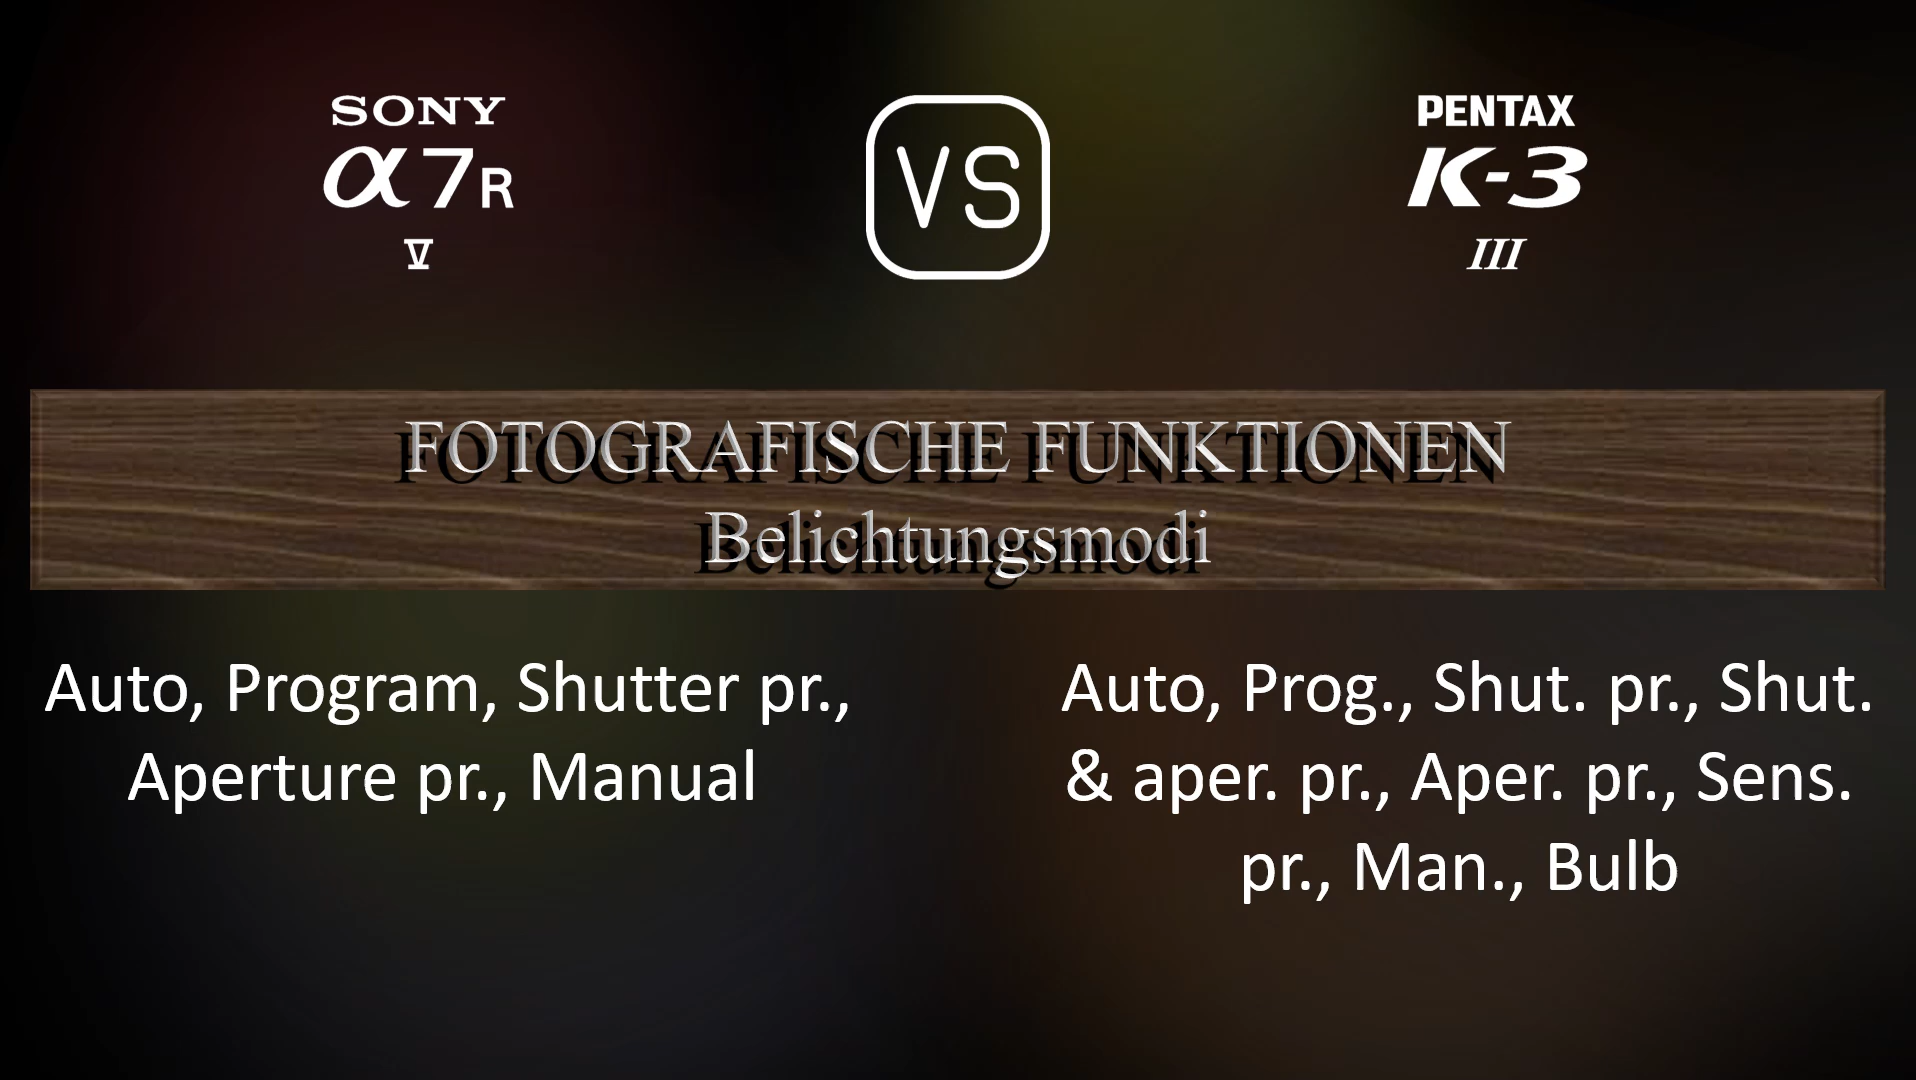 SONY
α7R
V
VS
PENTAX
K-3
III
FOTOGRAFISCHE FUNKTIONEN
Belichtungsmodi
Auto, Program, Shutter pr.,
Aperture pr., Manual
Auto, Prog., Shut. pr., Shut.
& aper. pr., Aper. pr., Sens.
pr., Man., Bulb